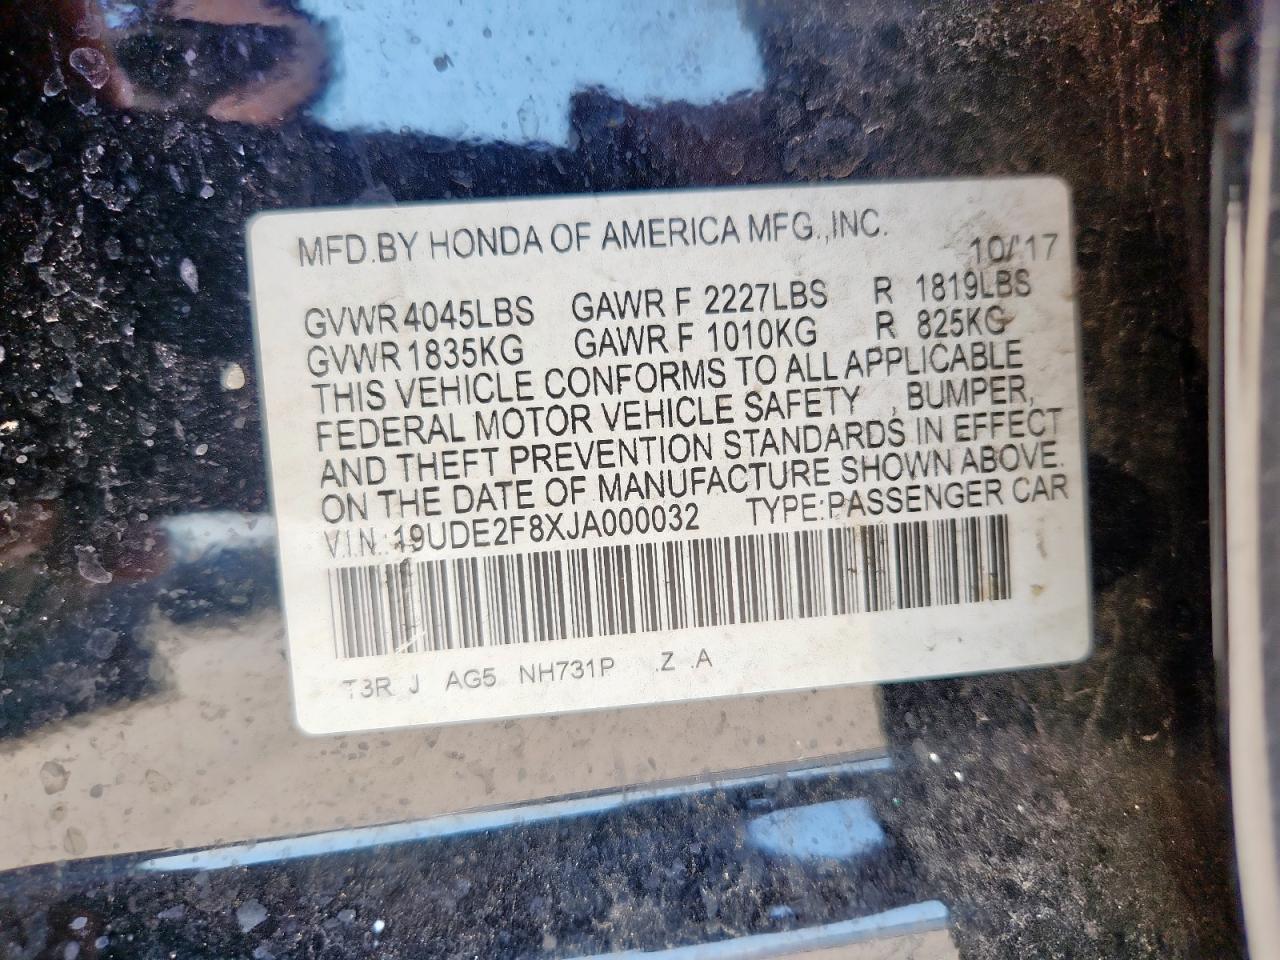 MFD.BY HONDA OF AMERICA MFG.,INC.
10/'17
GVWR 4045LBS GAWR F 2227LBS R 1819LBS
GVWR 1835KG GAWR F 1010KG R 825KG
THIS VEHICLE CONFORMS TO ALL APPLICABLE
FEDERAL MOTOR VEHICLE SAFETY , BUMPER,
AND THEFT PREVENTION STANDARDS IN EFFECT
ON THE DATE OF MANUFACTURE SHOWN ABOVE.
V.I.N.: 19UDE2F8XJA000032 TYPE:PASSENGER CAR
T3R J AG5 NH731P .Z .A